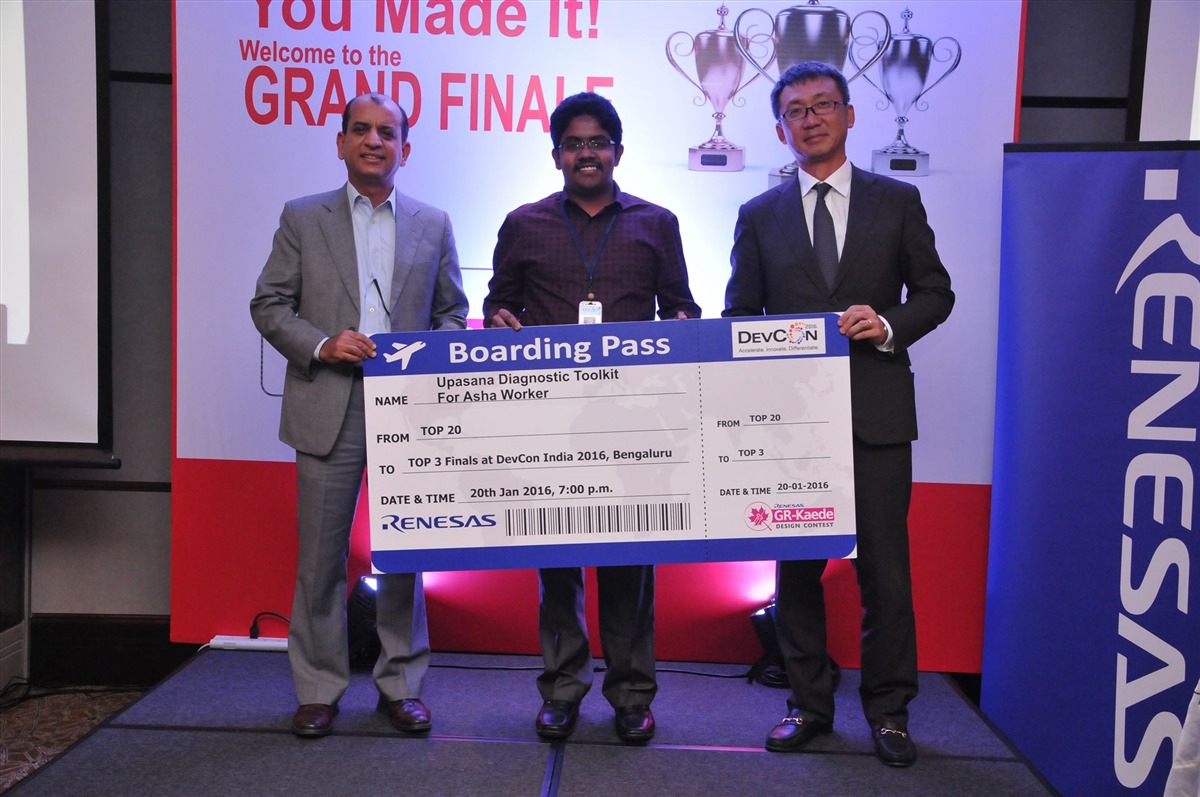 You Made It!
Welcome to the
GRAND FINALE
Boarding Pass
DEVCON 2016
Accelerate. Innovate. Differentiate.
NAME Upasana Diagnostic Toolkit
For Asha Worker
FROM TOP 20
TO TOP 3 Finals at DevCon India 2016, Bengaluru
DATE & TIME 20th Jan 2016, 7:00 p.m.
RENESAS
FROM TOP 20
TO TOP 3
DATE & TIME 20-01-2016
RENESAS
GR-Kaede
DESIGN CONTEST
RENESAS